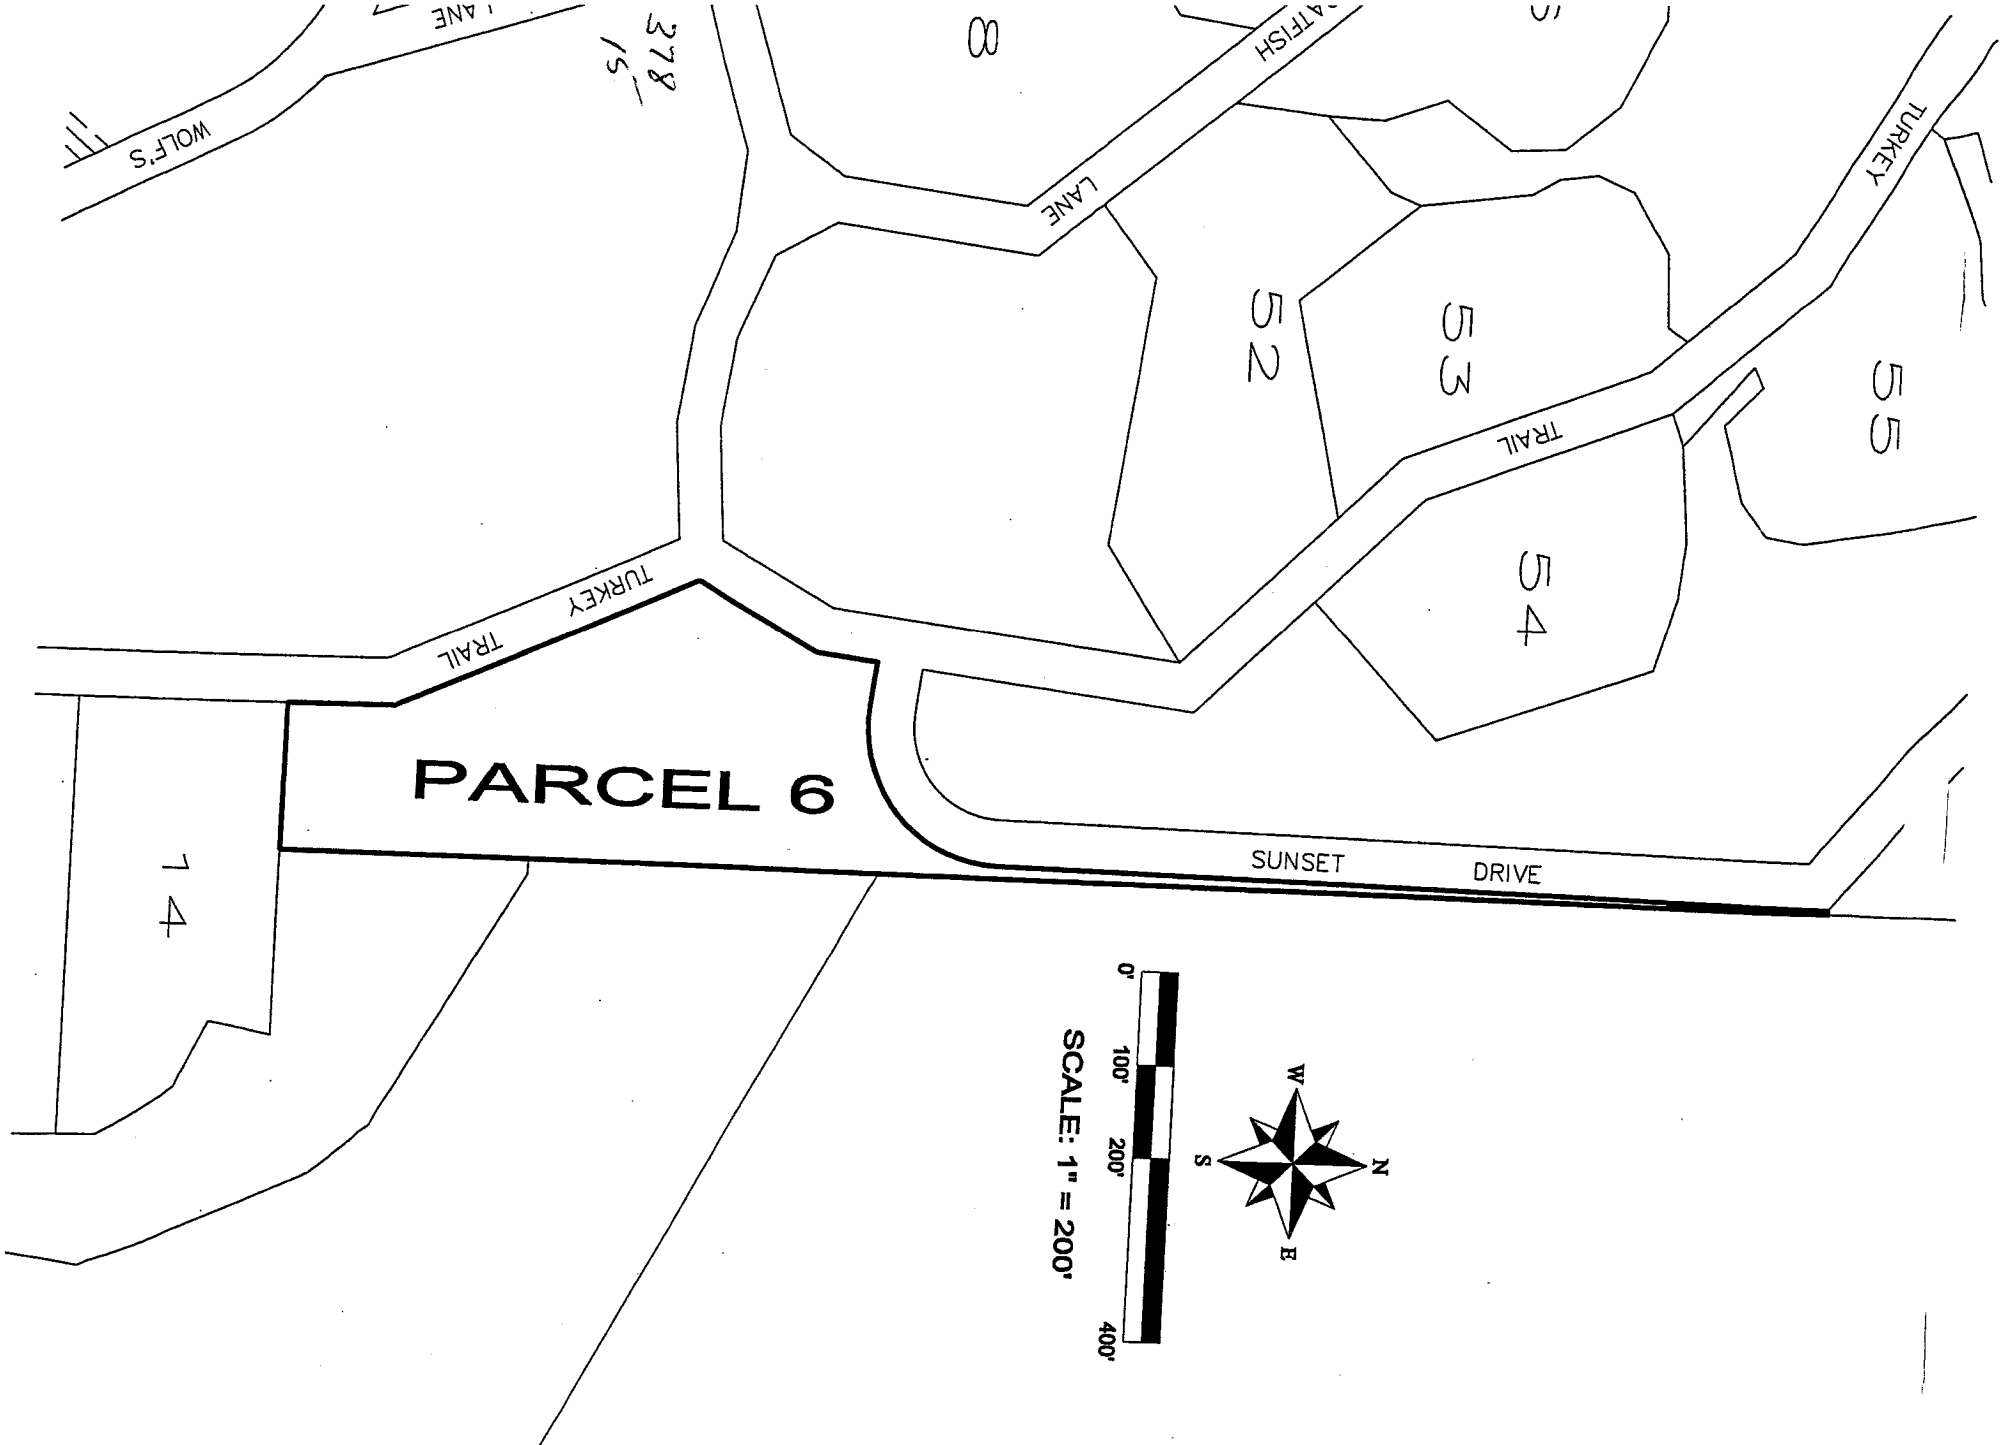 LANE
378
15
8
CATFISH
LANE
WOLF'S
TURKEY
52
53
55
TRAIL
54
TURKEY
TRAIL
PARCEL 6
14
SUNSET DRIVE
0' 100' 200' 400'
SCALE: 1" = 200'
W
N
S
E